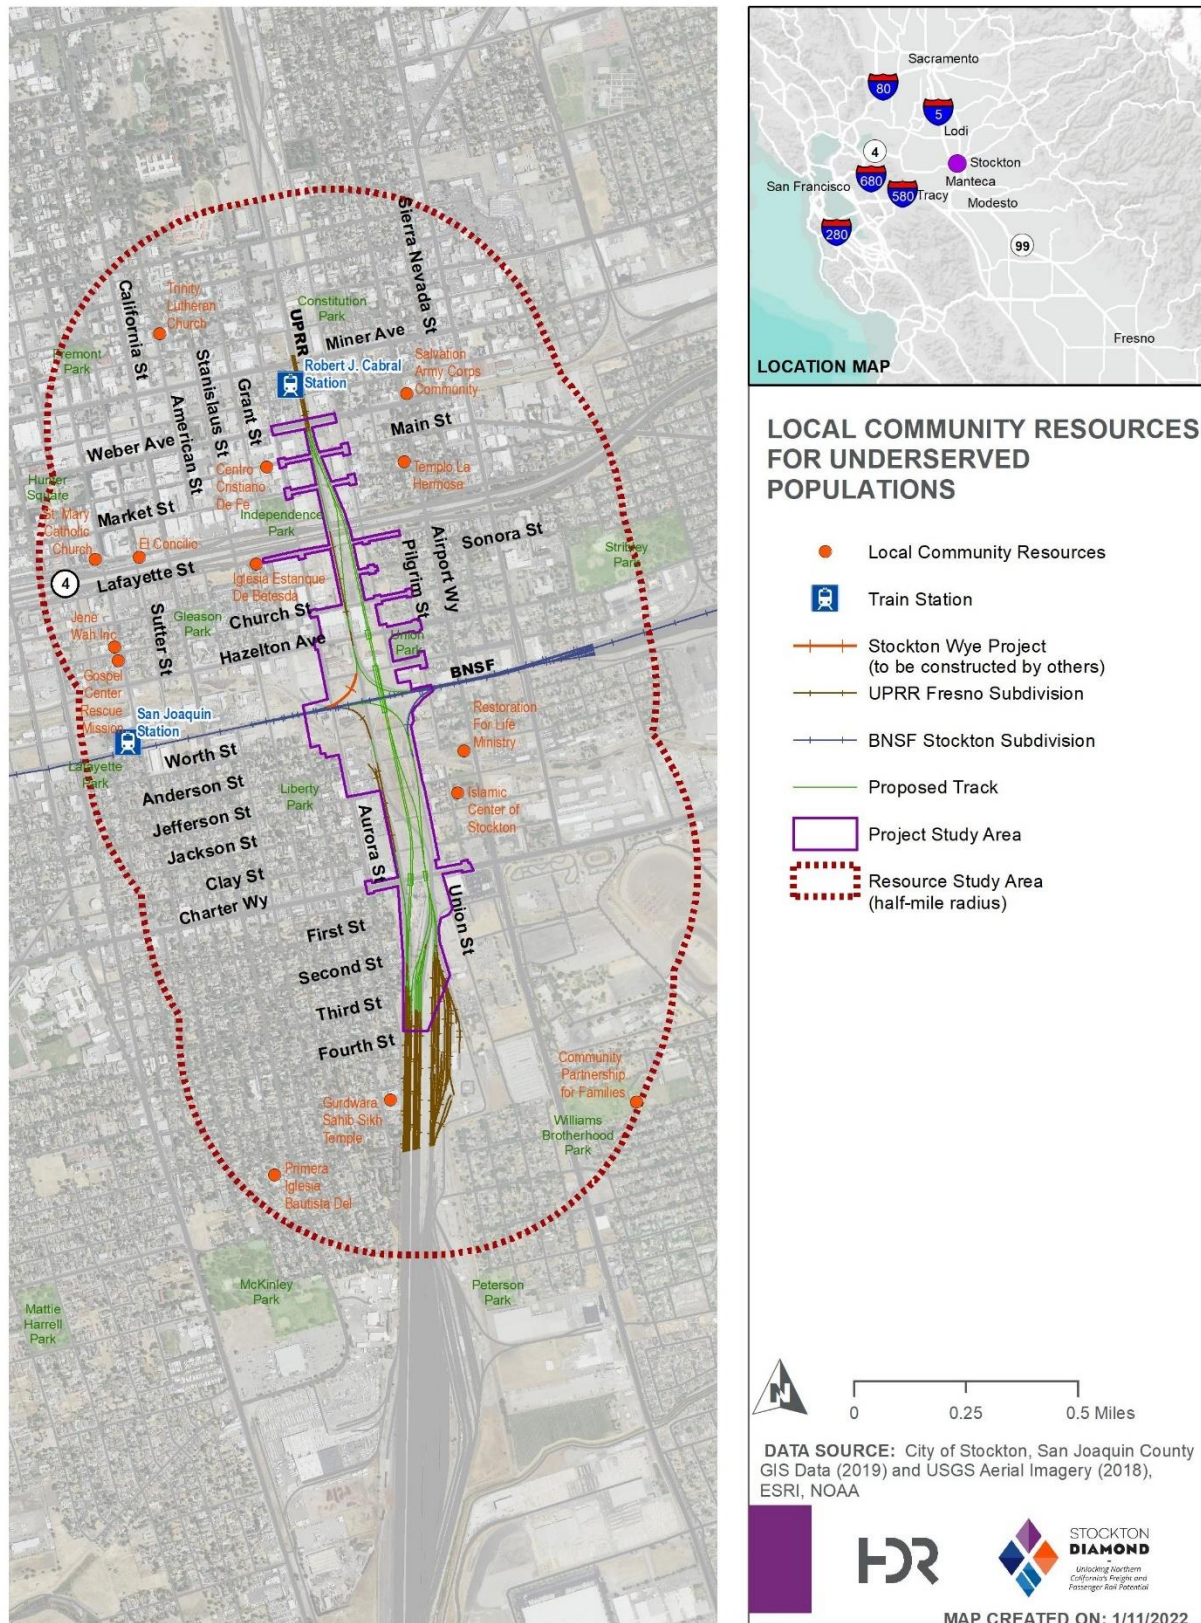 Sierra Nevada St
California St
Trinity
Lutheran
Church
Constitution
Park
UPRR
Miner Ave
Fremont
Park
Robert J. Cabral
Station
Salvation
Army Corps
Community
Stanislaus St
Grant St
American St
Main St
Weber Ave
Centro
Cristiano
De Fe
Templo La
Hermosa
Hunter
Square
St. Mary
Catholic
Church
Market St
El Concilio
Independence
Park
Airport Wy
Sonora St
Pilgrim St
Stribley
Park
4
Lafayette St
Iglesia Estanque
De Betesda
Sutter St
Gleason
Park
Church St
Hazelton Ave
Union
Park
Jene
Wah Inc
Gospel
Center
Rescue
Mission
BNSF
San Joaquin
Station
Restoration
For Life
Ministry
Lafayette
Park
Worth St
Anderson St
Liberty
Park
Islamic
Center of
Stockton
Jefferson St
Aurora St
Jackson St
Clay St
Charter Wy
Union St
First St
Second St
Third St
Fourth St
Community
Partnership
for Families
Gurdwara
Sahib Sikh
Temple
Williams
Brotherhood
Park
Primera
Iglesia
Bautista Del
McKinley
Park
Peterson
Park
Mattie
Harrell
Park
Sacramento
80
5
Lodi
4
Stockton
San Francisco
680
Manteca
580
Tracy
Modesto
280
99
Fresno
LOCATION MAP
LOCAL COMMUNITY RESOURCES
FOR UNDERSERVED
POPULATIONS
Local Community Resources
Train Station
Stockton Wye Project
(to be constructed by others)
UPRR Fresno Subdivision
BNSF Stockton Subdivision
Proposed Track
Project Study Area
Resource Study Area
(half-mile radius)
N
0 0.25 0.5 Miles
DATA SOURCE: City of Stockton, San Joaquin County
GIS Data (2019) and USGS Aerial Imagery (2018),
ESRI, NOAA
HDR
STOCKTON
DIAMOND
Unlocking Northern
California's Freight and
Passenger Rail Potential
MAP CREATED ON: 1/11/2022